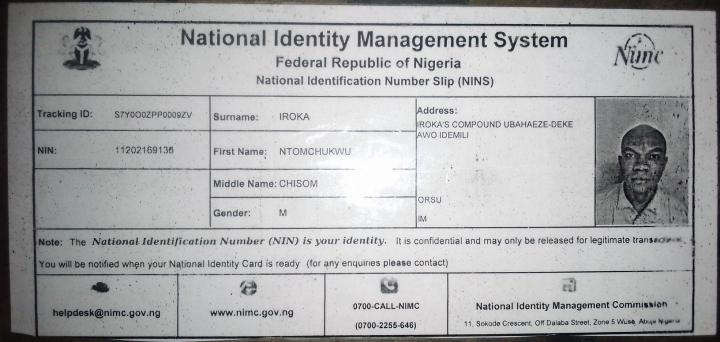 National Identity Management System
Federal Republic of Nigeria
National Identification Number Slip (NINS)
Nimc
Tracking ID: S7Y0O0ZPP0009ZV
Surname: IROKA
Address:
IROKA'S COMPOUND UBAHAEZE-DEKE
AWO IDEMILI
NIN: 11202169136
First Name: NTOMCHUKWU
Middle Name: CHISOM
ORSU
Gender: M
IM
Note: The National Identification Number (NIN) is your identity. It is confidential and may only be released for legitimate
You will be notified when your National Identity Card is ready (for any enquiries please contact)
helpdesk@nimc.gov.ng
www.nimc.gov.ng
0700-CALL-NIMC
(0700-2255-646)
National Identity Management Commission
11, Sokode Crescent, Off Dalaba Street, Zone 5 Wuse, Abuja Nigeria